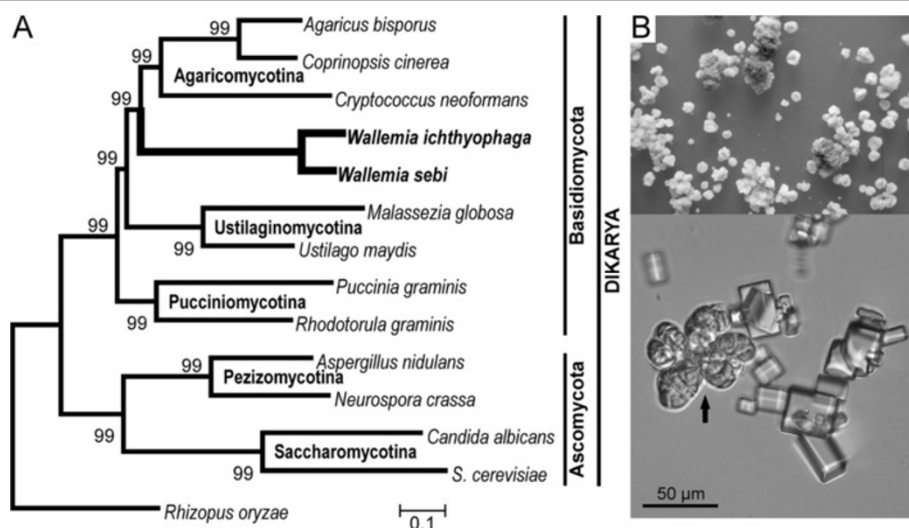 A
99
Agaricus bisporus
Agaricomycotina
Coprinopsis cinerea
99
99
Cryptococcus neoformans
Wallemia ichthyophaga
99
Wallemia sebi
99
Malassezia globosa
Ustilaginomycotina
99
Ustilago maydis
Puccinia graminis
Pucciniomycotina
99
Rhodotorula graminis
99
Aspergillus nidulans
Pezizomycotina
Neurospora crassa
99
Candida albicans
Saccharomycotina
99
S. cerevisiae
Rhizopus oryzae
0.1
Basidiomycota
Ascomycota
DIKARYA
B
50 µm